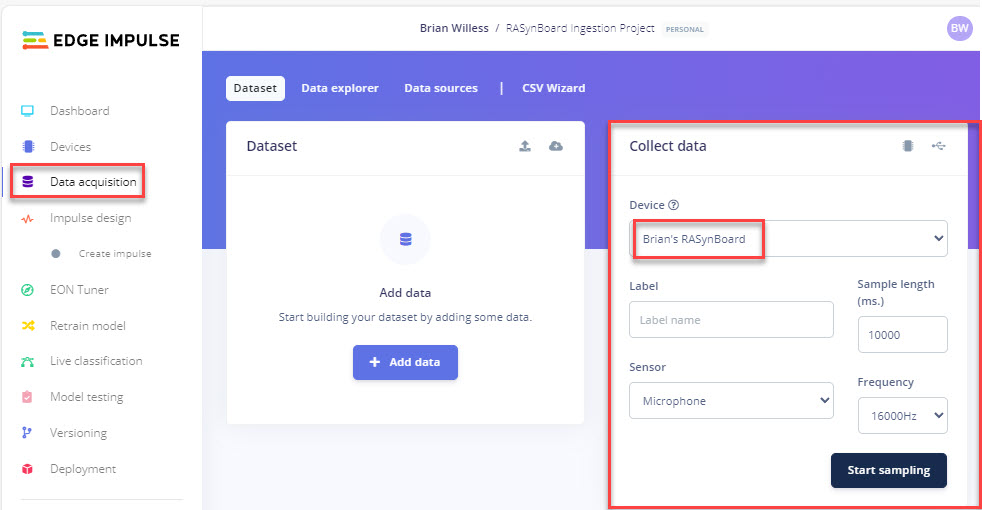 EDGE IMPULSE
Brian Willess / RASynBoard Ingestion Project PERSONAL
BW
Dashboard
Devices
Data acquisition
Impulse design
Create impulse
EON Tuner
Retrain model
Live classification
Model testing
Versioning
Deployment
Dataset Data explorer Data sources | CSV Wizard
Dataset
Add data
Start building your dataset by adding some data.
+ Add data
Collect data
Device ?
Brian's RASynBoard
Label
Label name
Sample length
(ms.)
10000
Sensor
Microphone
Frequency
16000Hz
Start sampling